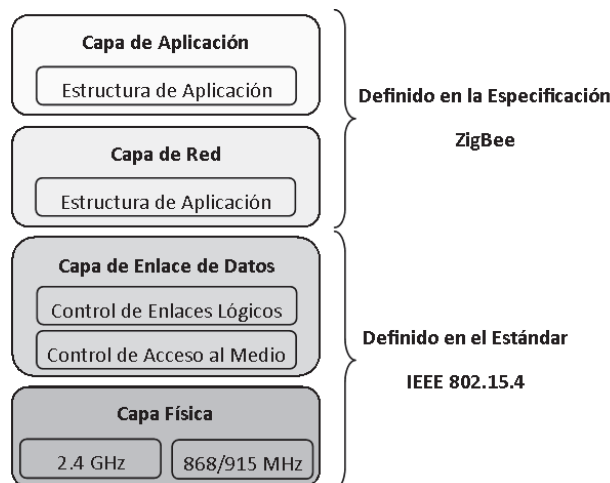 Capa de Aplicación
Estructura de Aplicación
Definido en la Especificación
ZigBee
Capa de Red
Estructura de Aplicación
Capa de Enlace de Datos
Control de Enlaces Lógicos
Control de Acceso al Medio
Definido en el Estándar
IEEE 802.15.4
Capa Física
2.4 GHz
868/915 MHz